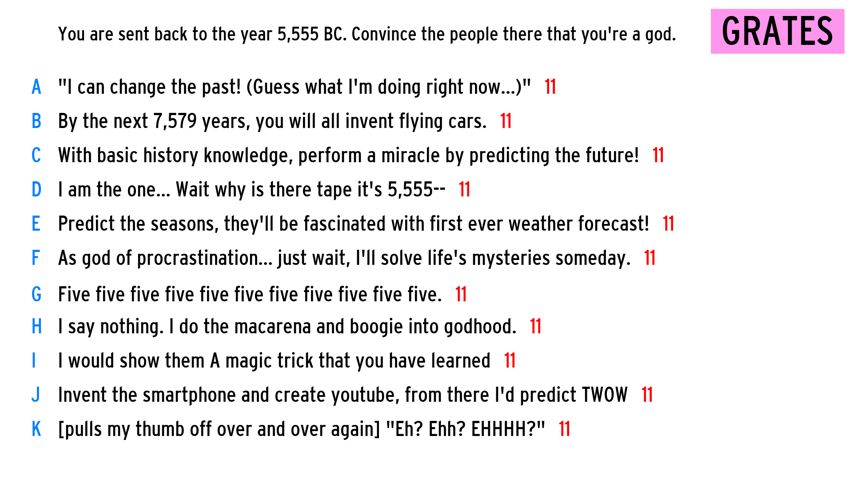 You are sent back to the year 5,555 BC. Convince the people there that you're a god.
GRATES
A "I can change the past! (Guess what I'm doing right now...)" 11
B By the next 7,579 years, you will all invent flying cars. 11
C With basic history knowledge, perform a miracle by predicting the future! 11
D I am the one... Wait why is there tape it's 5,555-- 11
E Predict the seasons, they'll be fascinated with first ever weather forecast! 11
F As god of procrastination... just wait, I'll solve life's mysteries someday. 11
G Five five five five five five five five five five five. 11
H I say nothing. I do the macarena and boogie into godhood. 11
I I would show them A magic trick that you have learned 11
J Invent the smartphone and create youtube, from there I'd predict TWOW 11
K [pulls my thumb off over and over again] "Eh? Ehh? EHHHH?" 11